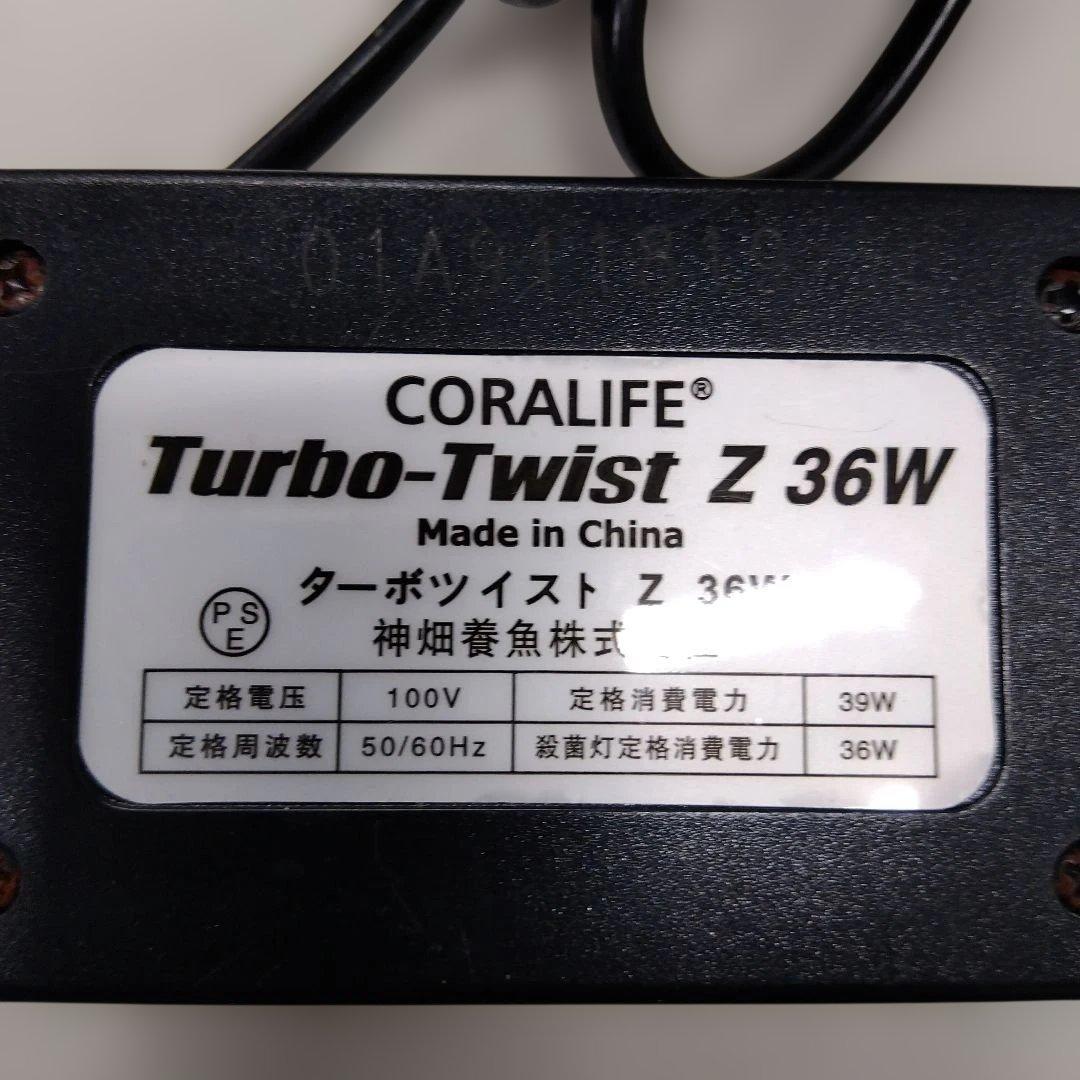 01A911819
CORALIFE®
Turbo-Twist Z 36W
Made in China
ターボツイスト Z 36W
PSE
神畑養魚株式
定格電圧 100V 定格消費電力 39W
定格周波数 50/60Hz 殺菌灯定格消費電力 36W